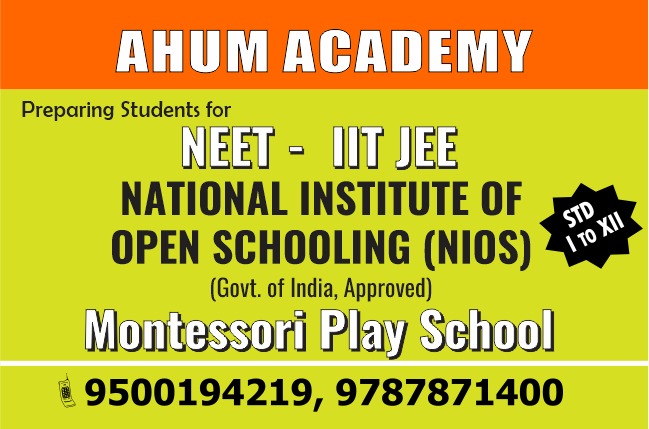 AHUM ACADEMY
Preparing Students for
NEET - IIT JEE
NATIONAL INSTITUTE OF
OPEN SCHOOLING (NIOS)
STD
I TO XII
(Govt. of India, Approved)
Montessori Play School
9500194219, 9787871400